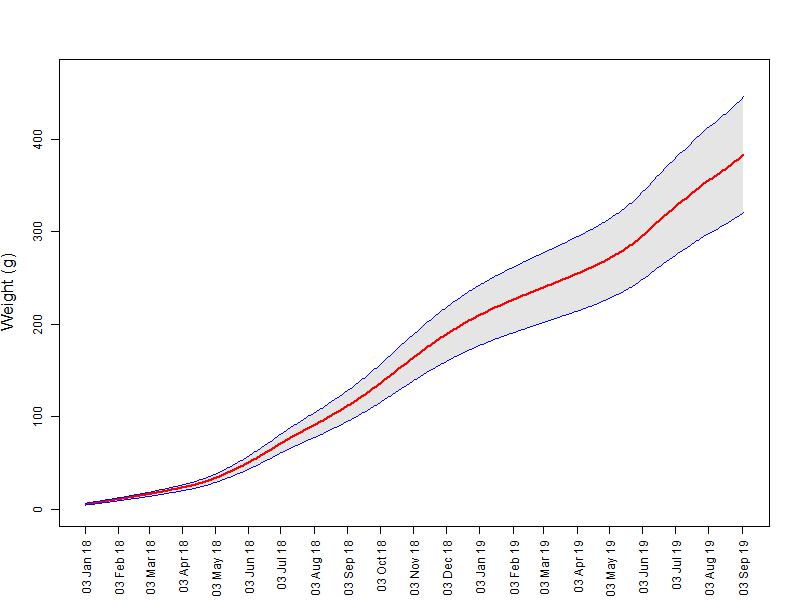 400
300
200
100
0
Weight (g)
03 Jan 18
03 Feb 18
03 Mar 18
03 Apr 18
03 May 18
03 Jun 18
03 Jul 18
03 Aug 18
03 Sep 18
03 Oct 18
03 Nov 18
03 Dec 18
03 Jan 19
03 Feb 19
03 Mar 19
03 Apr 19
03 May 19
03 Jun 19
03 Jul 19
03 Aug 19
03 Sep 19